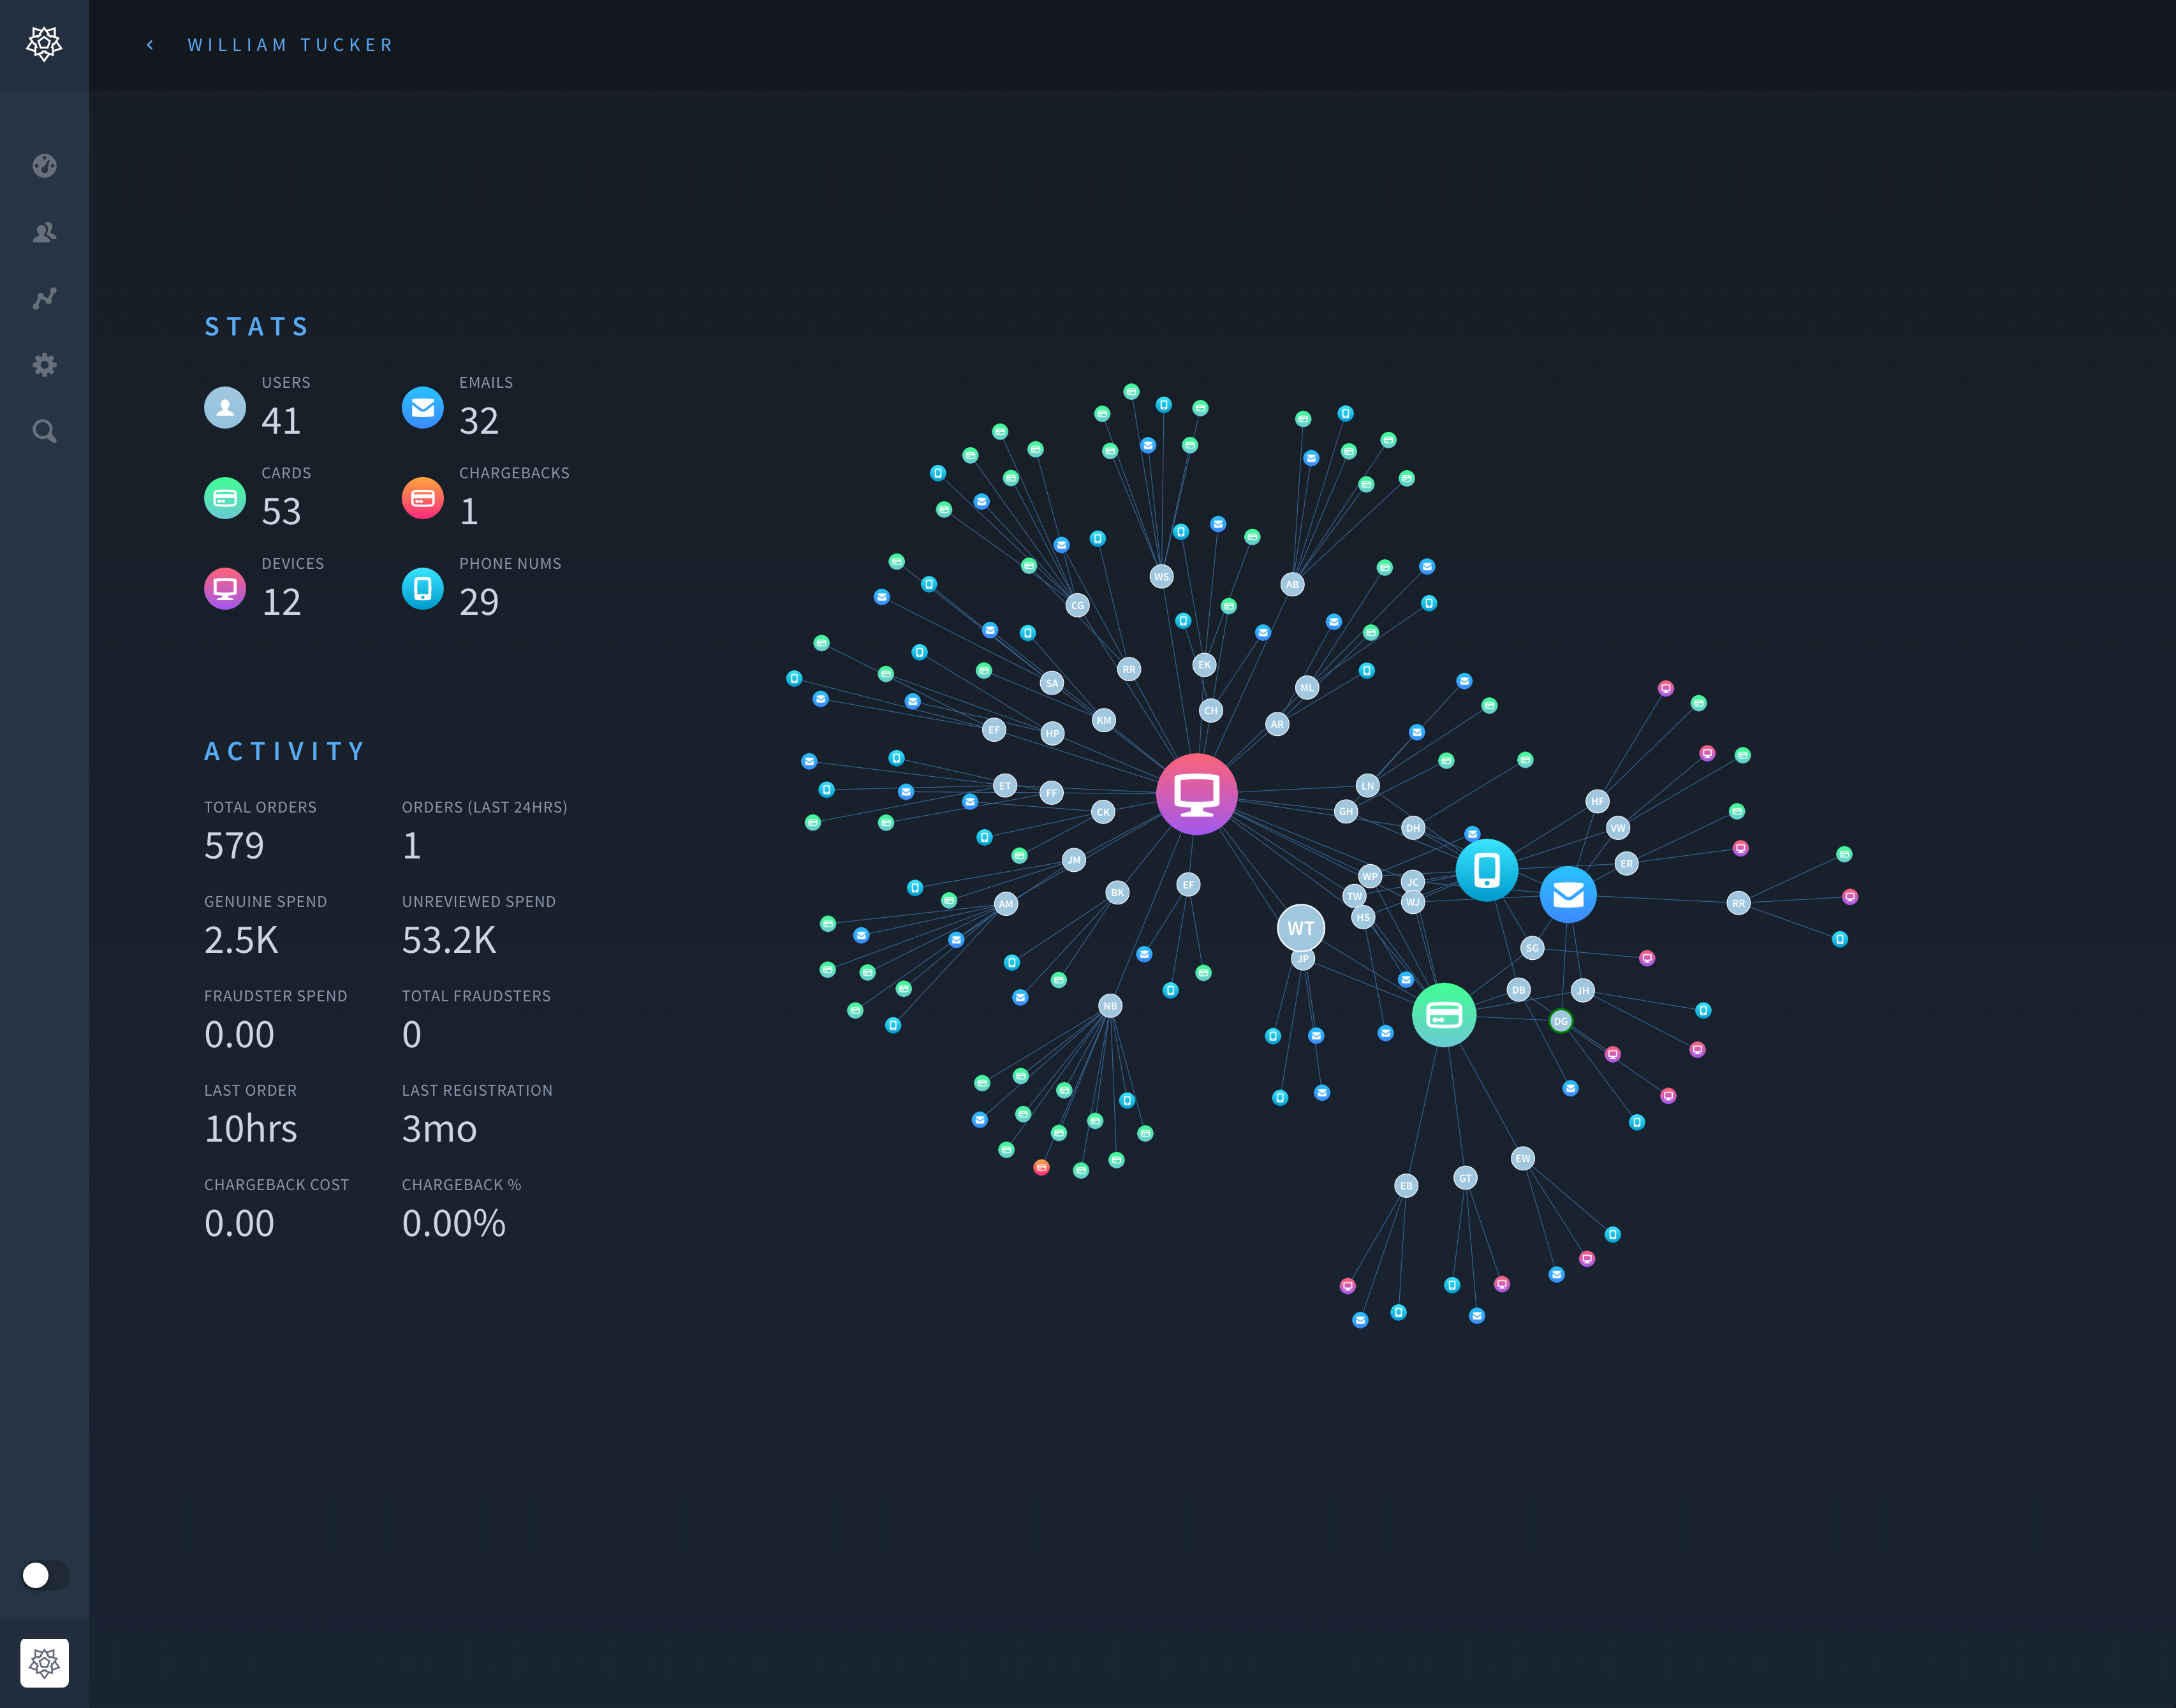 WILLIAM TUCKER
STATS
USERS
41
EMAILS
32
CARDS
53
CHARGEBACKS
1
DEVICES
12
PHONE NUMS
29
ACTIVITY
TOTAL ORDERS
579
ORDERS (LAST 24HRS)
1
GENUINE SPEND
2.5K
UNREVIEWED SPEND
53.2K
FRAUDSTER SPEND
0.00
TOTAL FRAUDSTERS
0
LAST ORDER
10hrs
LAST REGISTRATION
3mo
CHARGEBACK COST
0.00
CHARGEBACK %
0.00%
WS
AB
CG
EK
RR
SA
ML
CH
KM
AR
EF
HP
ET
FF
LN
HF
CK
GH
DH
VW
JM
ER
WP
JC
EF
BK
TW
WJ
AM
RR
HS
WT
SG
JP
DB
JH
NB
DG
EW
GT
EB